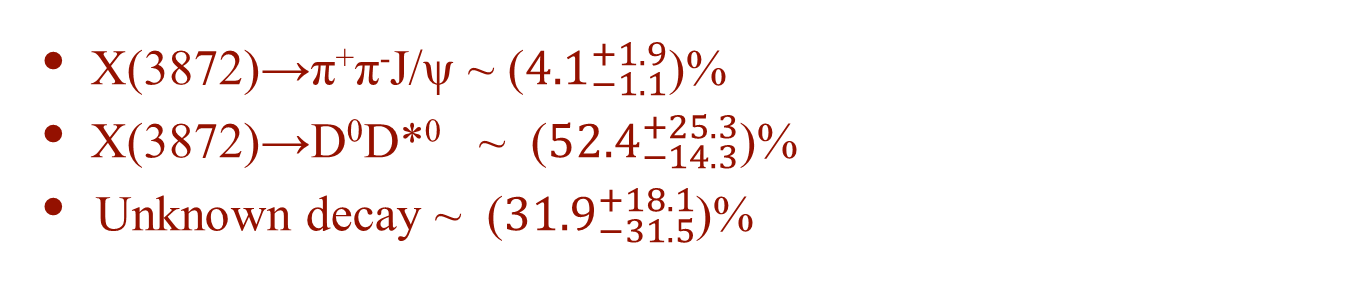 • X(3872)→π⁺π⁻J/ψ ~ (4.1⁺¹·⁹₋₁.₁)%
• X(3872)→D⁰D*⁰ ~ (52.4⁺²⁵·³₋₁₄.₃)%
• Unknown decay ~ (31.9⁺¹⁸·¹₋₃₁.₅)%